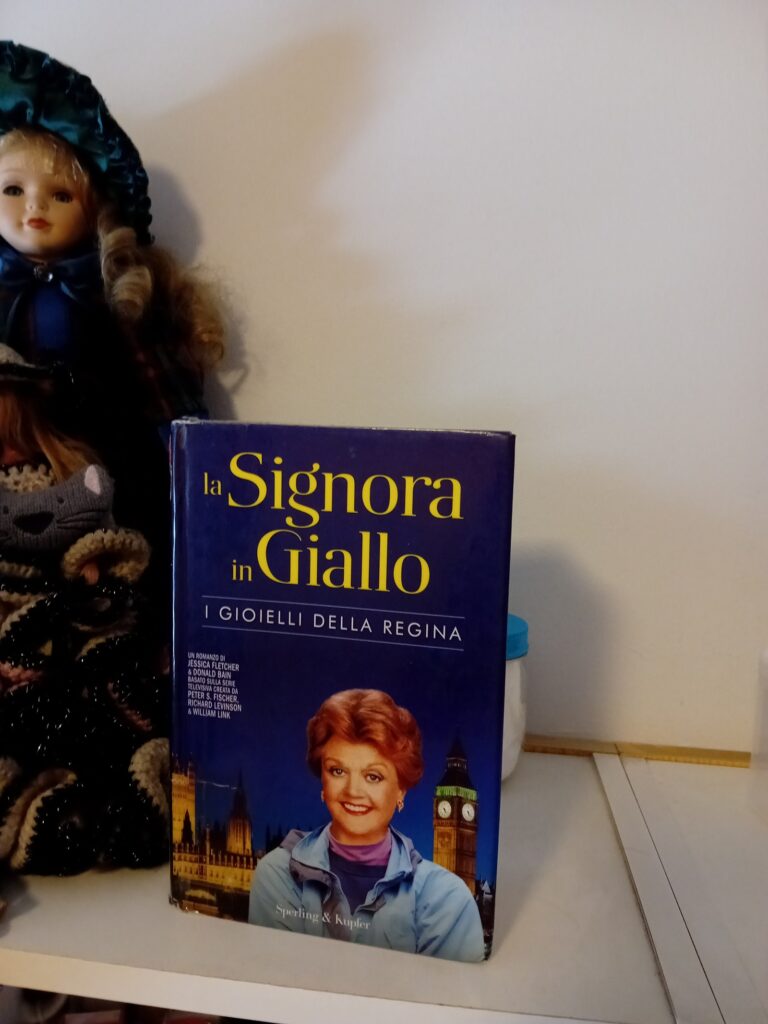 la Signora
in Giallo
I GIOIELLI DELLA REGINA
UN ROMANZO DI
JESSICA FLETCHER
& DONALD BAIN
BASATO SULLA SERIE
TELEVISIVA CREATA DA
PETER S. FISCHER,
RICHARD LEVINSON
& WILLIAM LINK
Sperling & Kupfer